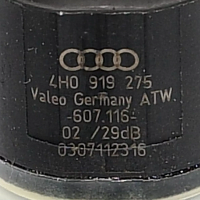 4H0 919 275
Valeo Germany ATW.
-607.116-
02 /29dB
0307112316